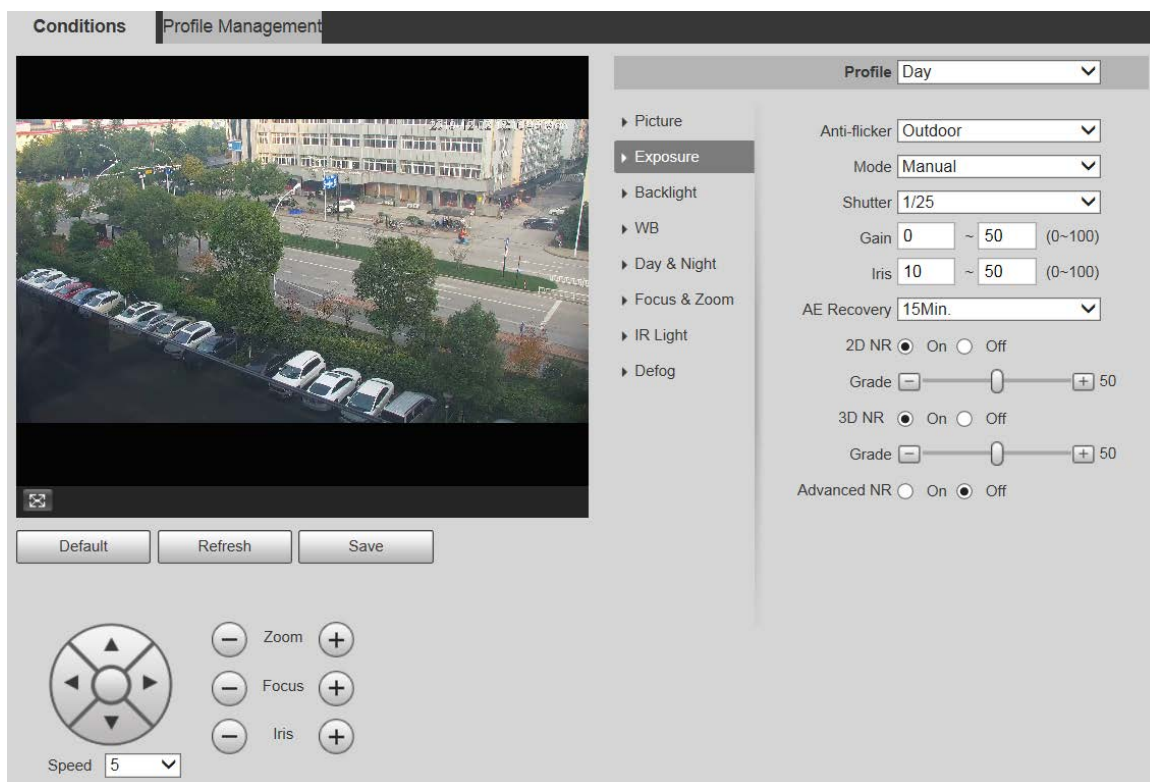 Conditions
Profile Management
Profile Day
Picture
Exposure
Backlight
WB
Day & Night
Focus & Zoom
IR Light
Defog
Anti-flicker Outdoor
Mode Manual
Shutter 1/25
Gain 0 ~ 50 (0~100)
Iris 10 ~ 50 (0~100)
AE Recovery 15Min.
2D NR On Off
Grade 50
3D NR On Off
Grade 50
Advanced NR On Off
Default Refresh Save
Zoom
Focus
Iris
Speed 5